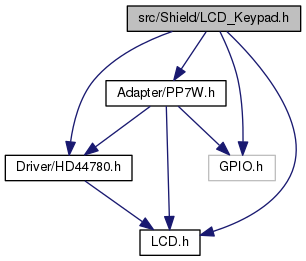 src/Shield/LCD_Keypad.h
Adapter/PP7W.h
Driver/HD44780.h
GPIO.h
LCD.h